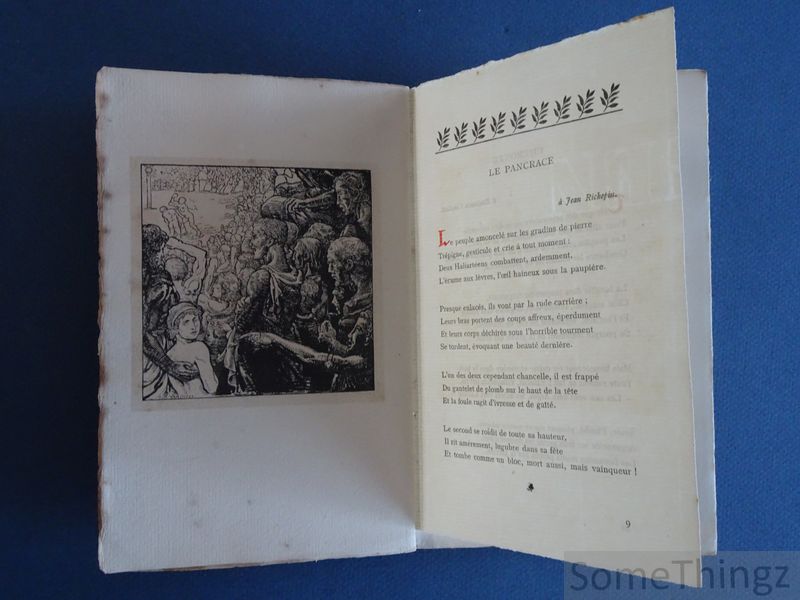 LE PANCRACE
à Jean Richepin.
Le peuple amoncelé sur les gradins de pierre
Trépigne, gesticule et crie à tout moment :
Deux Haliartéens combattent, ardemment,
L'écume aux lèvres, l'œil haineux sous la paupière.
Presque enlacés, ils vont par la rude carrière ;
Leurs bras portent des coups affreux, éperdument
Et leurs corps déchirés sous l'horrible tourment
Se tordent, évoquant une beauté dernière.
L'un des deux cependant chancelle, il est frappé
Du gantelet de plomb sur le haut de la tête
Et la foule rugit d'ivresse et de gaîté.
Le second se roidit de toute sa hauteur,
Il rit amèrement, lugubre dans sa fête
Et tombe comme un bloc, mort aussi, mais vainqueur !
9
SomeThingz